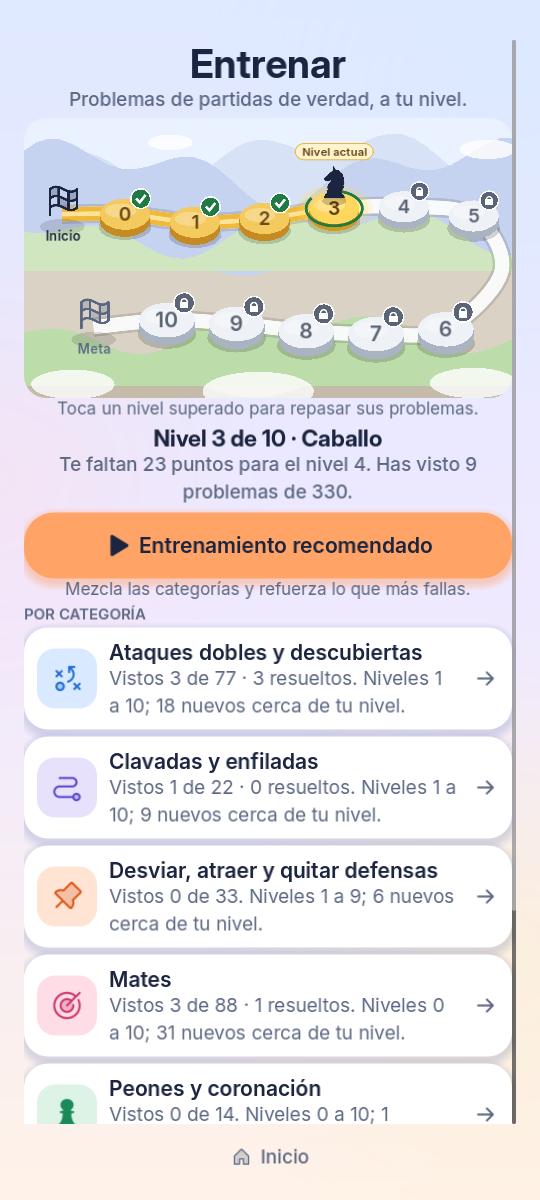 Entrenar
Problemas de partidas de verdad, a tu nivel.
Nivel actual
0
1
2
3
4
5
Inicio
10
9
8
7
6
Meta
Toca un nivel superado para repasar sus problemas.
Nivel 3 de 10 · Caballo
Te faltan 23 puntos para el nivel 4. Has visto 9
problemas de 330.
Entrenamiento recomendado
Mezcla las categorías y refuerza lo que más fallas.
POR CATEGORÍA
Ataques dobles y descubiertas
Vistos 3 de 77 · 3 resueltos. Niveles 1
a 10; 18 nuevos cerca de tu nivel.
Clavadas y enfiladas
Vistos 1 de 22 · 0 resueltos. Niveles 1 a
10; 9 nuevos cerca de tu nivel.
Desviar, atraer y quitar defensas
Vistos 0 de 33. Niveles 1 a 9; 6 nuevos
cerca de tu nivel.
Mates
Vistos 3 de 88 · 1 resueltos. Niveles 0
a 10; 31 nuevos cerca de tu nivel.
Peones y coronación
Vistos 0 de 14. Niveles 0 a 10; 1
Inicio